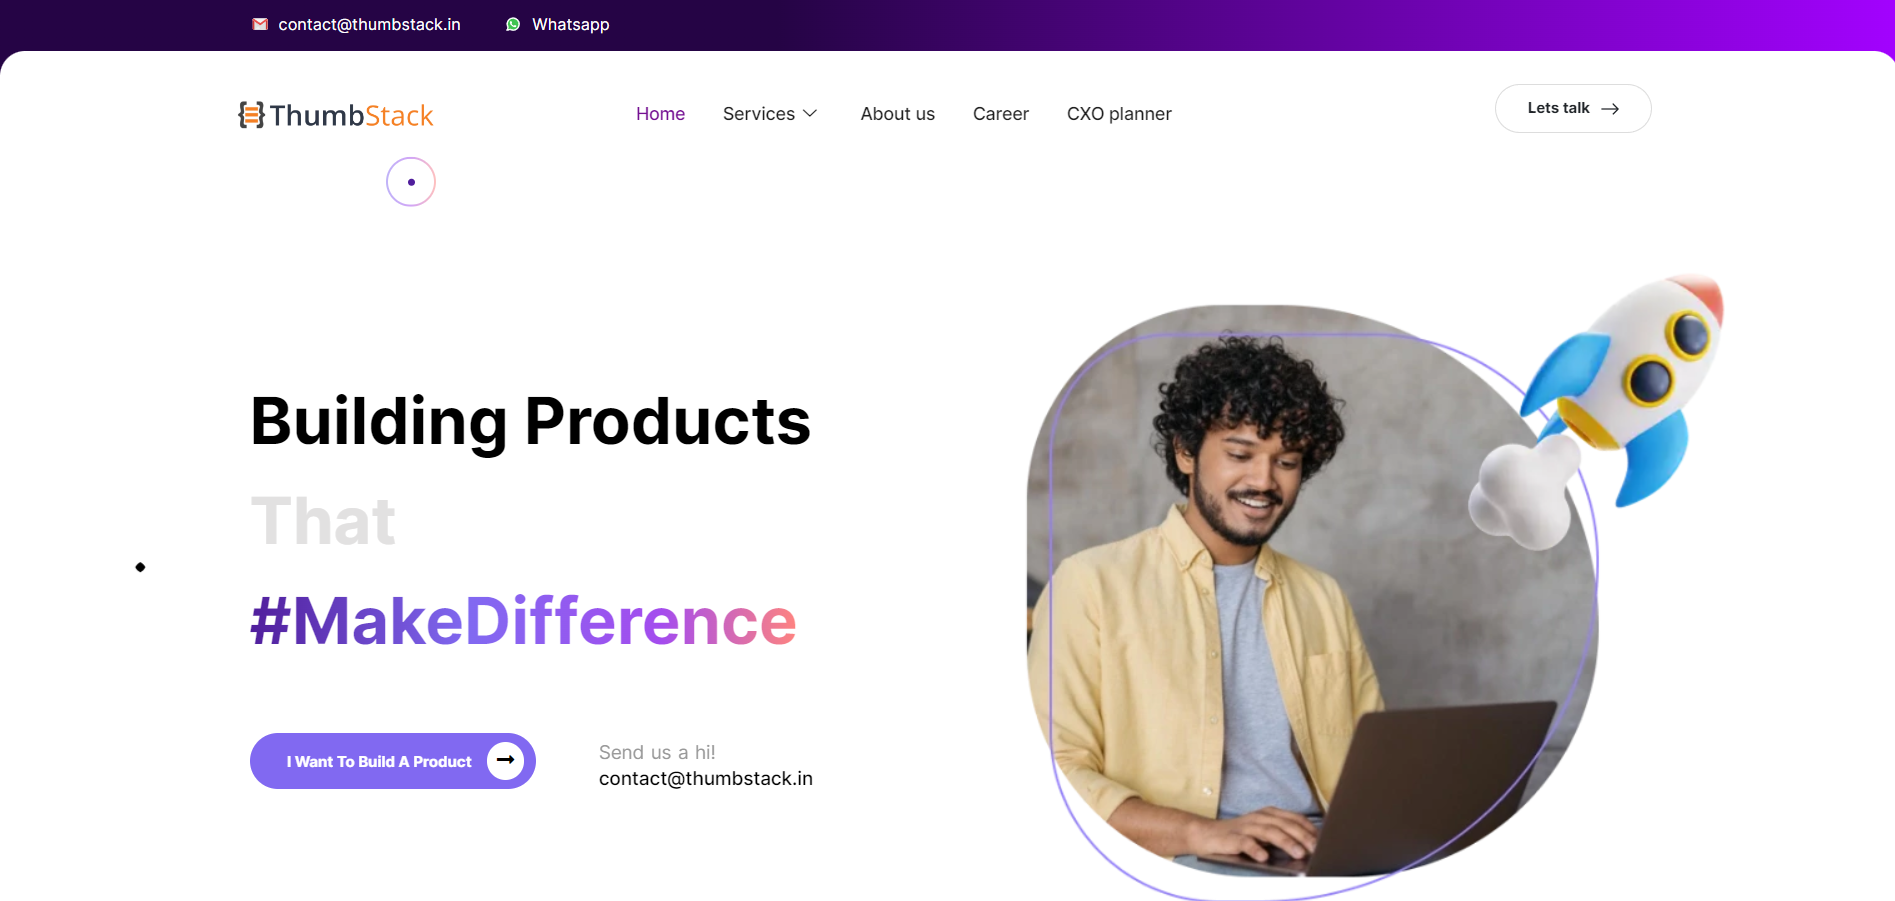 contact@thumbstack.in
Whatsapp
ThumbStack
Home
Services
About us
Career
CXO planner
Lets talk
Building Products
That
#MakeDifference
I Want To Build A Product
Send us a hi!
contact@thumbstack.in